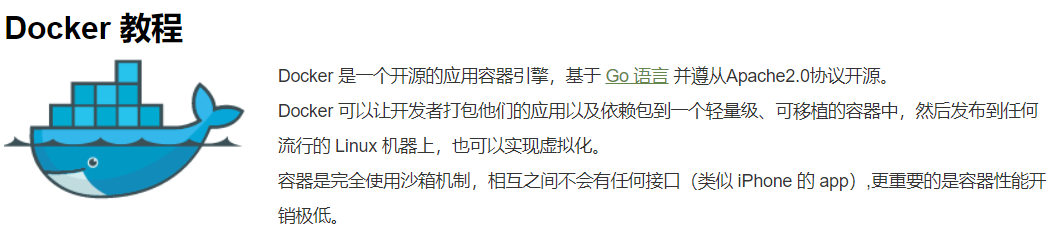 Docker 教程
Docker 是一个开源的应用容器引擎，基于 Go 语言 并遵从Apache2.0协议开源。
Docker 可以让开发者打包他们的应用以及依赖包到一个轻量级、可移植的容器中，然后发布到任何
流行的 Linux 机器上，也可以实现虚拟化。
容器是完全使用沙箱机制，相互之间不会有任何接口（类似 iPhone 的 app）,更重要的是容器性能开
销极低。